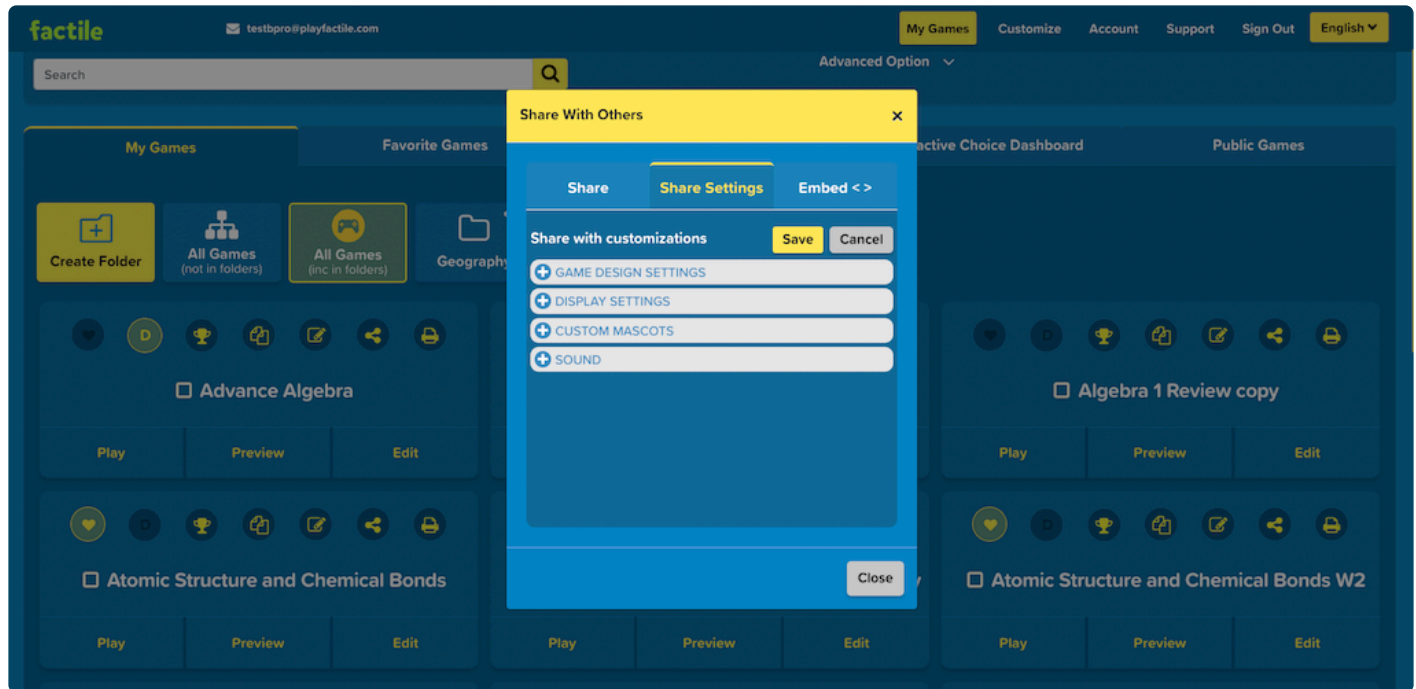 factile
testbpro@playfactile.com
My Games
Customize
Account
Support
Sign Out
English
Search
Advanced Option
My Games
Favorite Games
active Choice Dashboard
Public Games
Create Folder
All Games
(not in folders)
All Games
(inc in folders)
Geography
Share With Others
×
Share
Share Settings
Embed < >
Share with customizations
Save
Cancel
GAME DESIGN SETTINGS
DISPLAY SETTINGS
CUSTOM MASCOTS
SOUND
Close
D
Advance Algebra
Play
Preview
Edit
D
Algebra 1 Review copy
Play
Preview
Edit
D
Atomic Structure and Chemical Bonds
Play
Preview
Edit
Play
Preview
Edit
D
Atomic Structure and Chemical Bonds W2
Play
Preview
Edit